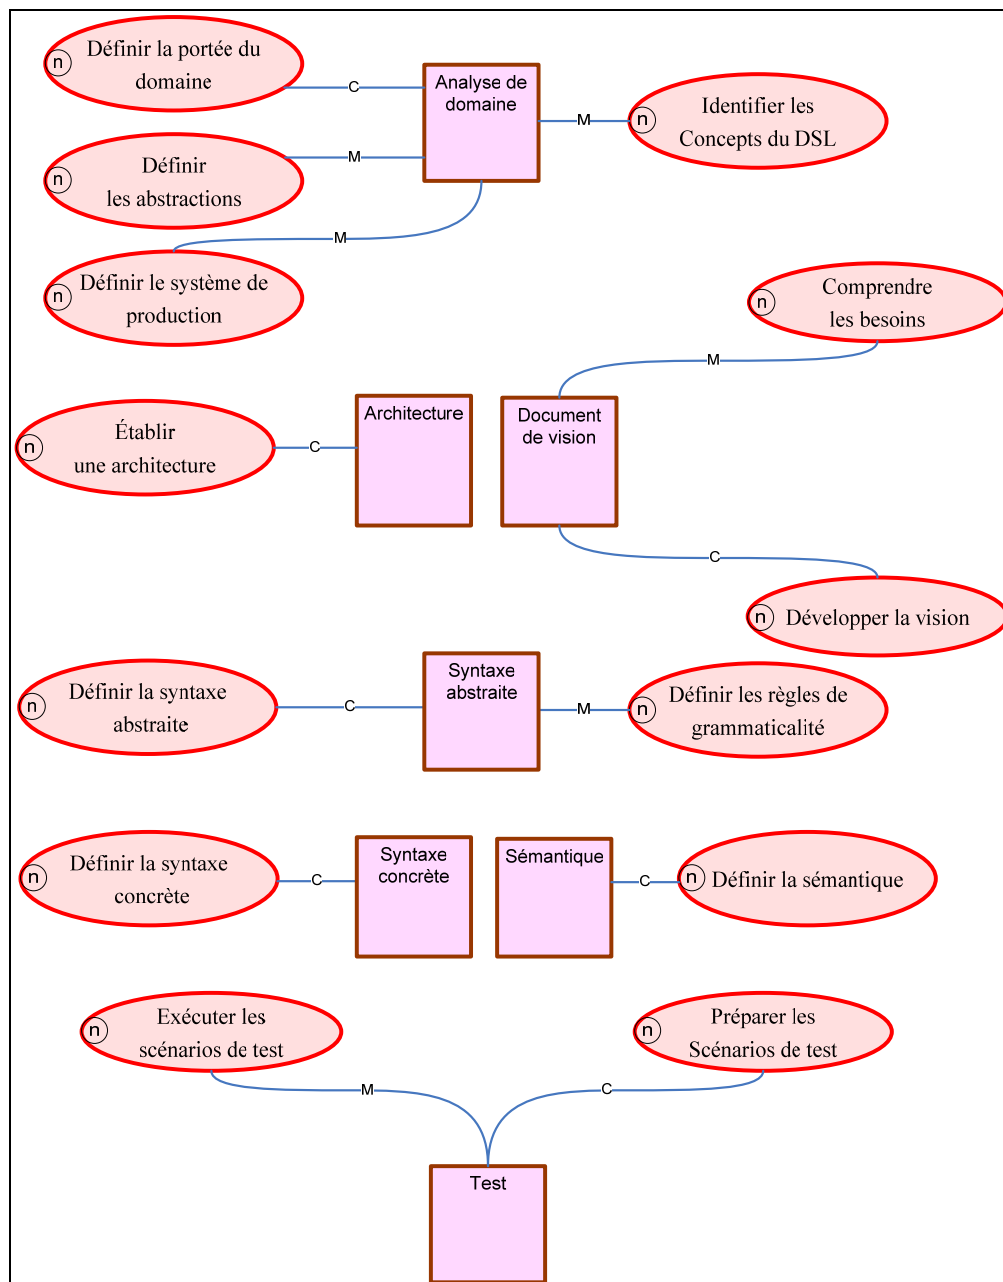 n
Définir la portée du
domaine
C
Analyse de
domaine
M
n
Identifier les
Concepts du DSL
n
Définir
les abstractions
M
M
n
Définir le système de
production
n
Comprendre
les besoins
M
n
Établir
une architecture
C
Architecture
Document
de vision
C
n
Développer la vision
n
Définir la syntaxe
abstraite
C
Syntaxe
abstraite
M
n
Définir les règles de
grammaticalité
n
Définir la syntaxe
concrète
C
Syntaxe
concrète
Sémantique
C
n
Définir la sémantique
n
Exécuter les
scénarios de test
n
Préparer les
Scénarios de test
M
C
Test